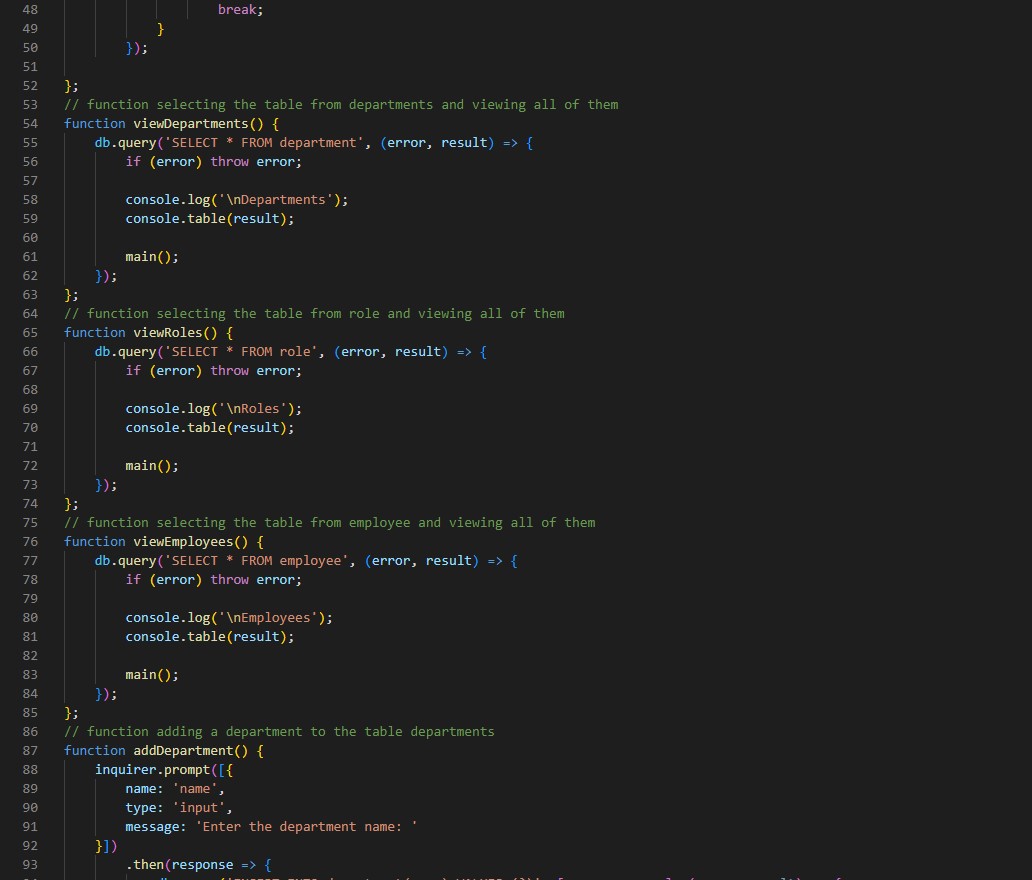 48                    break;
49            }
50        });
51
52 };
53 // function selecting the table from departments and viewing all of them
54 function viewDepartments() {
55     db.query('SELECT * FROM department', (error, result) => {
56         if (error) throw error;
57
58         console.log('\nDepartments');
59         console.table(result);
60
61         main();
62     });
63 };
64 // function selecting the table from role and viewing all of them
65 function viewRoles() {
66     db.query('SELECT * FROM role', (error, result) => {
67         if (error) throw error;
68
69         console.log('\nRoles');
70         console.table(result);
71
72         main();
73     });
74 };
75 // function selecting the table from employee and viewing all of them
76 function viewEmployees() {
77     db.query('SELECT * FROM employee', (error, result) => {
78         if (error) throw error;
79
80         console.log('\nEmployees');
81         console.table(result);
82
83         main();
84     });
85 };
86 // function adding a department to the table departments
87 function addDepartment() {
88     inquirer.prompt([{
89         name: 'name',
90         type: 'input',
91         message: 'Enter the department name: '
92     }])
93         .then(response => {